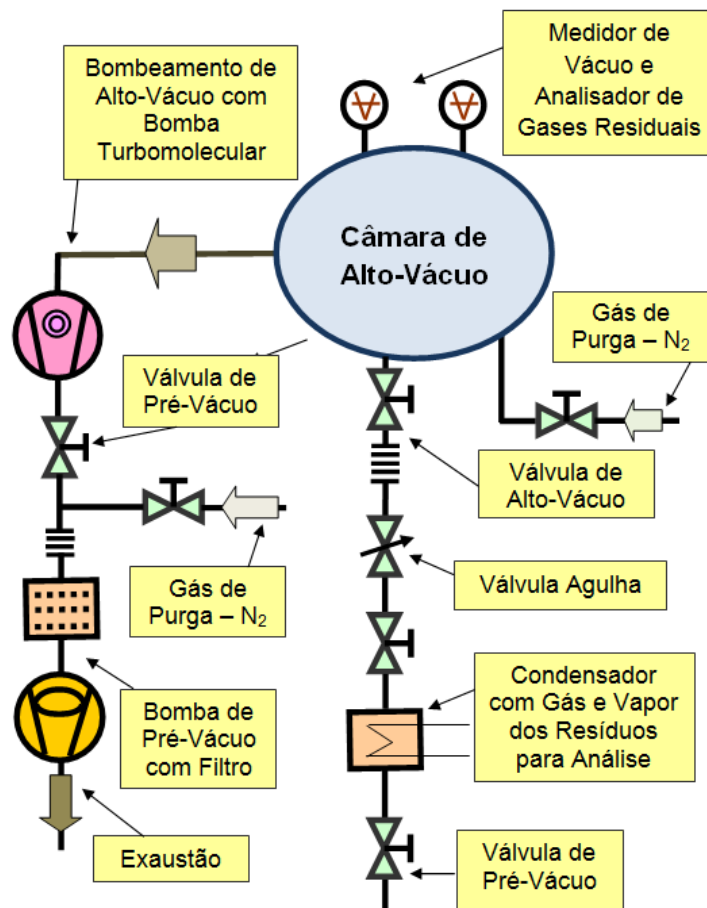 Bombeamento de
Alto-Vácuo com
Bomba
Turbomolecular
Medidor de
Vácuo e
Analisador de
Gases Residuais
Câmara de
Alto-Vácuo
Gás de
Purga – N₂
Válvula de
Pré-Vácuo
Válvula de
Alto-Vácuo
Gás de
Purga – N₂
Válvula Agulha
Bomba de
Pré-Vácuo
com Filtro
Condensador
com Gás e Vapor
dos Resíduos
para Análise
Exaustão
Válvula de
Pré-Vácuo